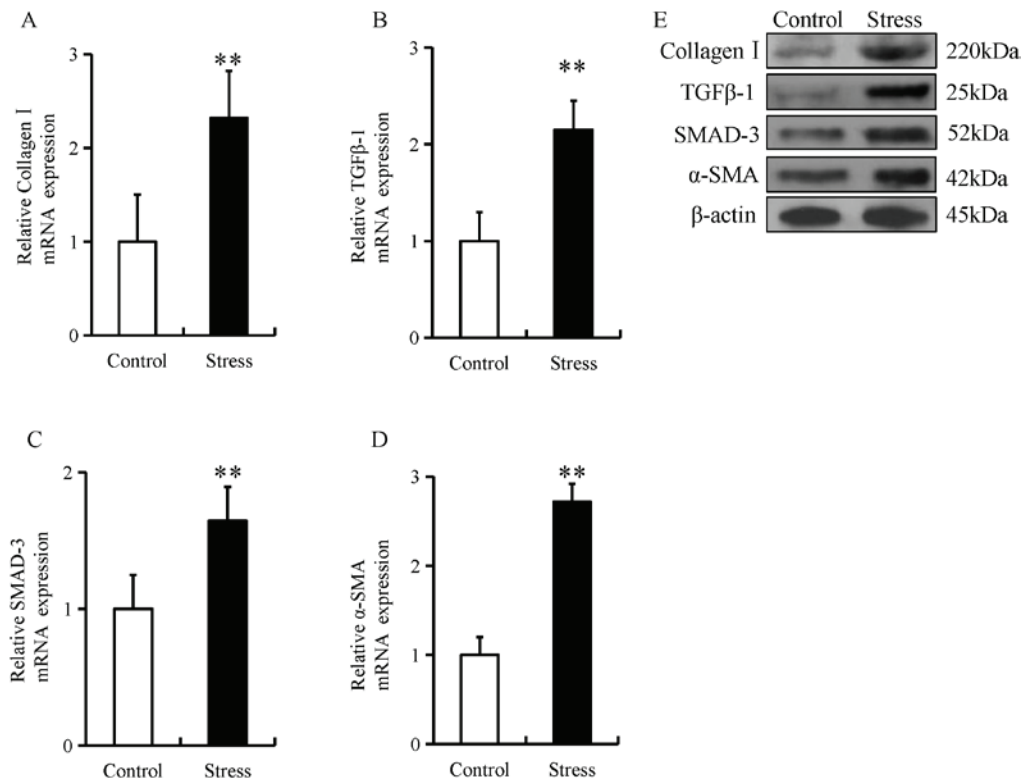 A
Relative Collagen I
mRNA expression
3
2
1
0
**
Control Stress
B
Relative TGFβ-1
mRNA expression
3
2
1
0
**
Control Stress
E
Control Stress
Collagen I 220kDa
TGFβ-1 25kDa
SMAD-3 52kDa
α-SMA 42kDa
β-actin 45kDa
C
Relative SMAD-3
mRNA expression
2
1
0
**
Control Stress
D
Relative α-SMA
mRNA expression
3
2
1
0
**
Control Stress